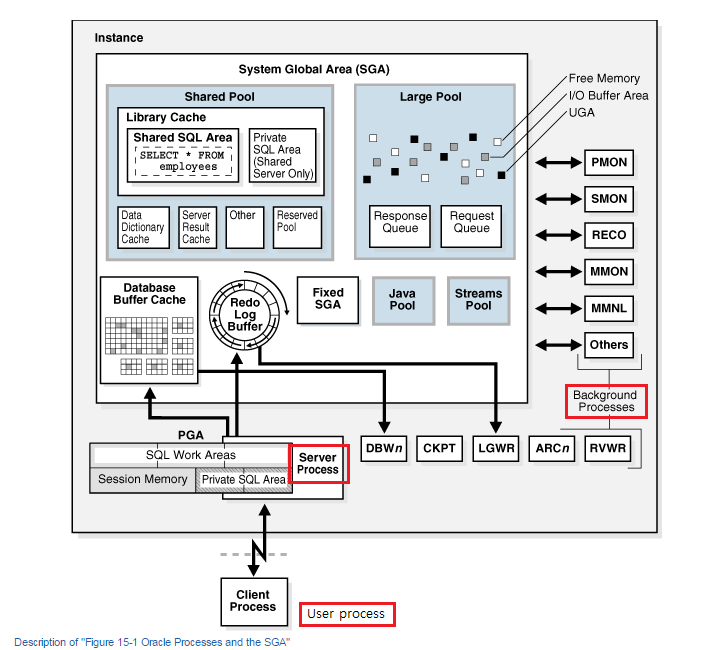 Instance
System Global Area (SGA)
Shared Pool
Library Cache
Shared SQL Area
SELECT * FROM
employees
Private
SQL Area
(Shared
Server Only)
Data
Dictionary
Cache
Server
Result
Cache
Other
Reserved
Pool
Large Pool
Response
Queue
Request
Queue
Free Memory
I/O Buffer Area
UGA
Database
Buffer Cache
Redo
Log
Buffer
Fixed
SGA
Java
Pool
Streams
Pool
PMON
SMON
RECO
MMON
MMNL
Others
Background
Processes
PGA
SQL Work Areas
Session Memory
Private SQL Area
Server
Process
DBWn
CKPT
LGWR
ARCn
RVWR
Client
Process
User process
Description of "Figure 15-1 Oracle Processes and the SGA"